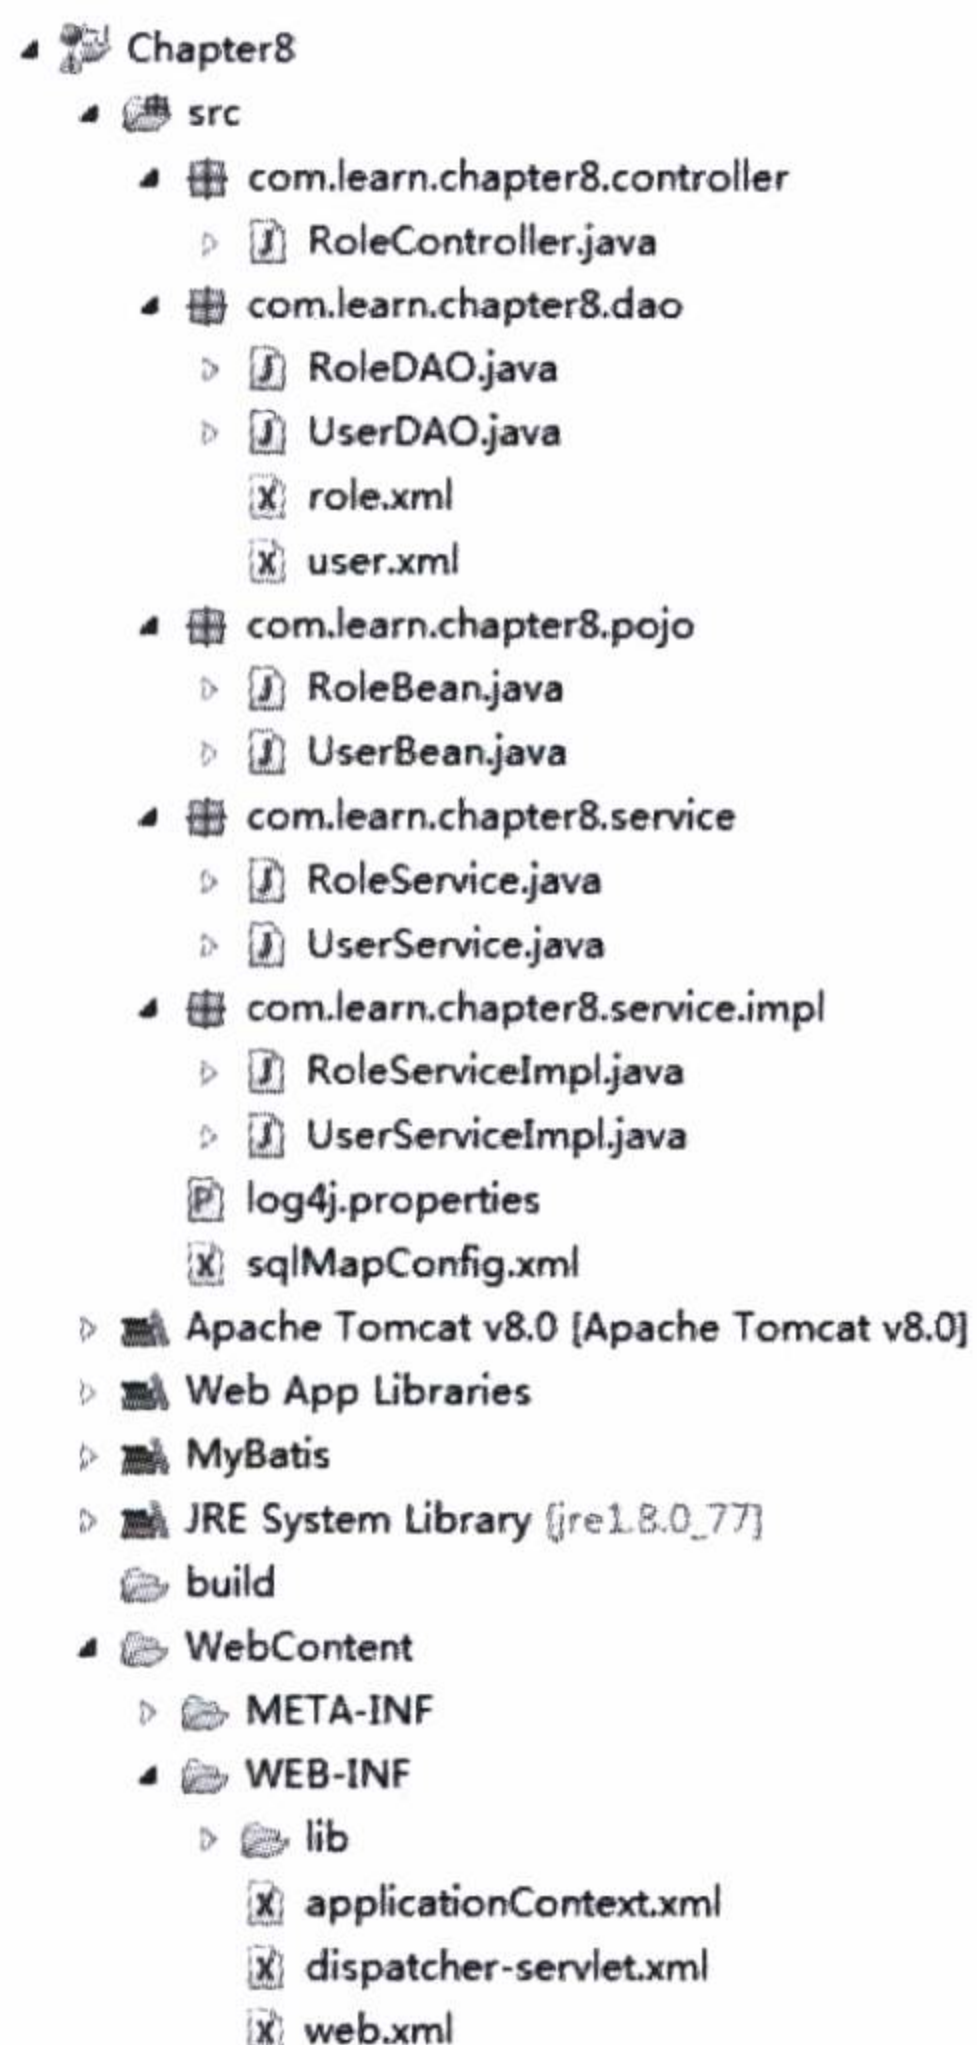 Chapter8
src
com.learn.chapter8.controller
RoleController.java
com.learn.chapter8.dao
RoleDAO.java
UserDAO.java
role.xml
user.xml
com.learn.chapter8.pojo
RoleBean.java
UserBean.java
com.learn.chapter8.service
RoleService.java
UserService.java
com.learn.chapter8.service.impl
RoleServiceImpl.java
UserServiceImpl.java
log4j.properties
sqlMapConfig.xml
Apache Tomcat v8.0 [Apache Tomcat v8.0]
Web App Libraries
MyBatis
JRE System Library [jre1.8.0_77]
build
WebContent
META-INF
WEB-INF
lib
applicationContext.xml
dispatcher-servlet.xml
web.xml